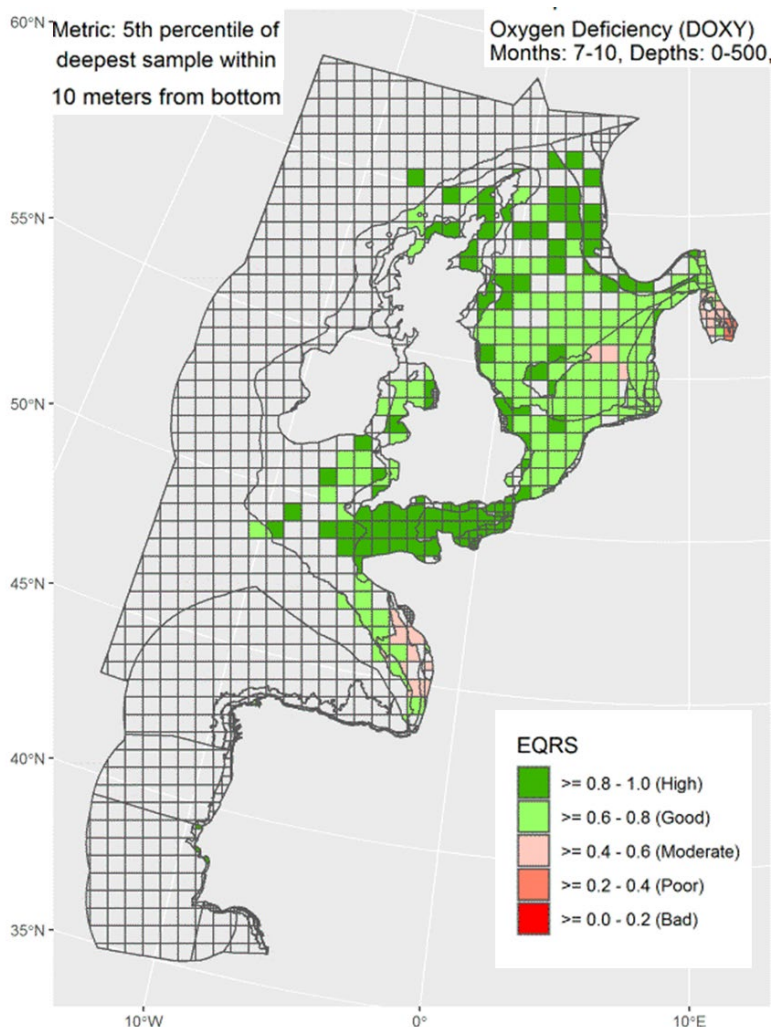 60°N
Metric: 5th percentile of
deepest sample within
10 meters from bottom
Oxygen Deficiency (DOXY)
Months: 7-10, Depths: 0-500,
55°N
50°N
45°N
40°N
35°N
EQRS
>= 0.8 - 1.0 (High)
>= 0.6 - 0.8 (Good)
>= 0.4 - 0.6 (Moderate)
>= 0.2 - 0.4 (Poor)
>= 0.0 - 0.2 (Bad)
10°W
0°
10°E